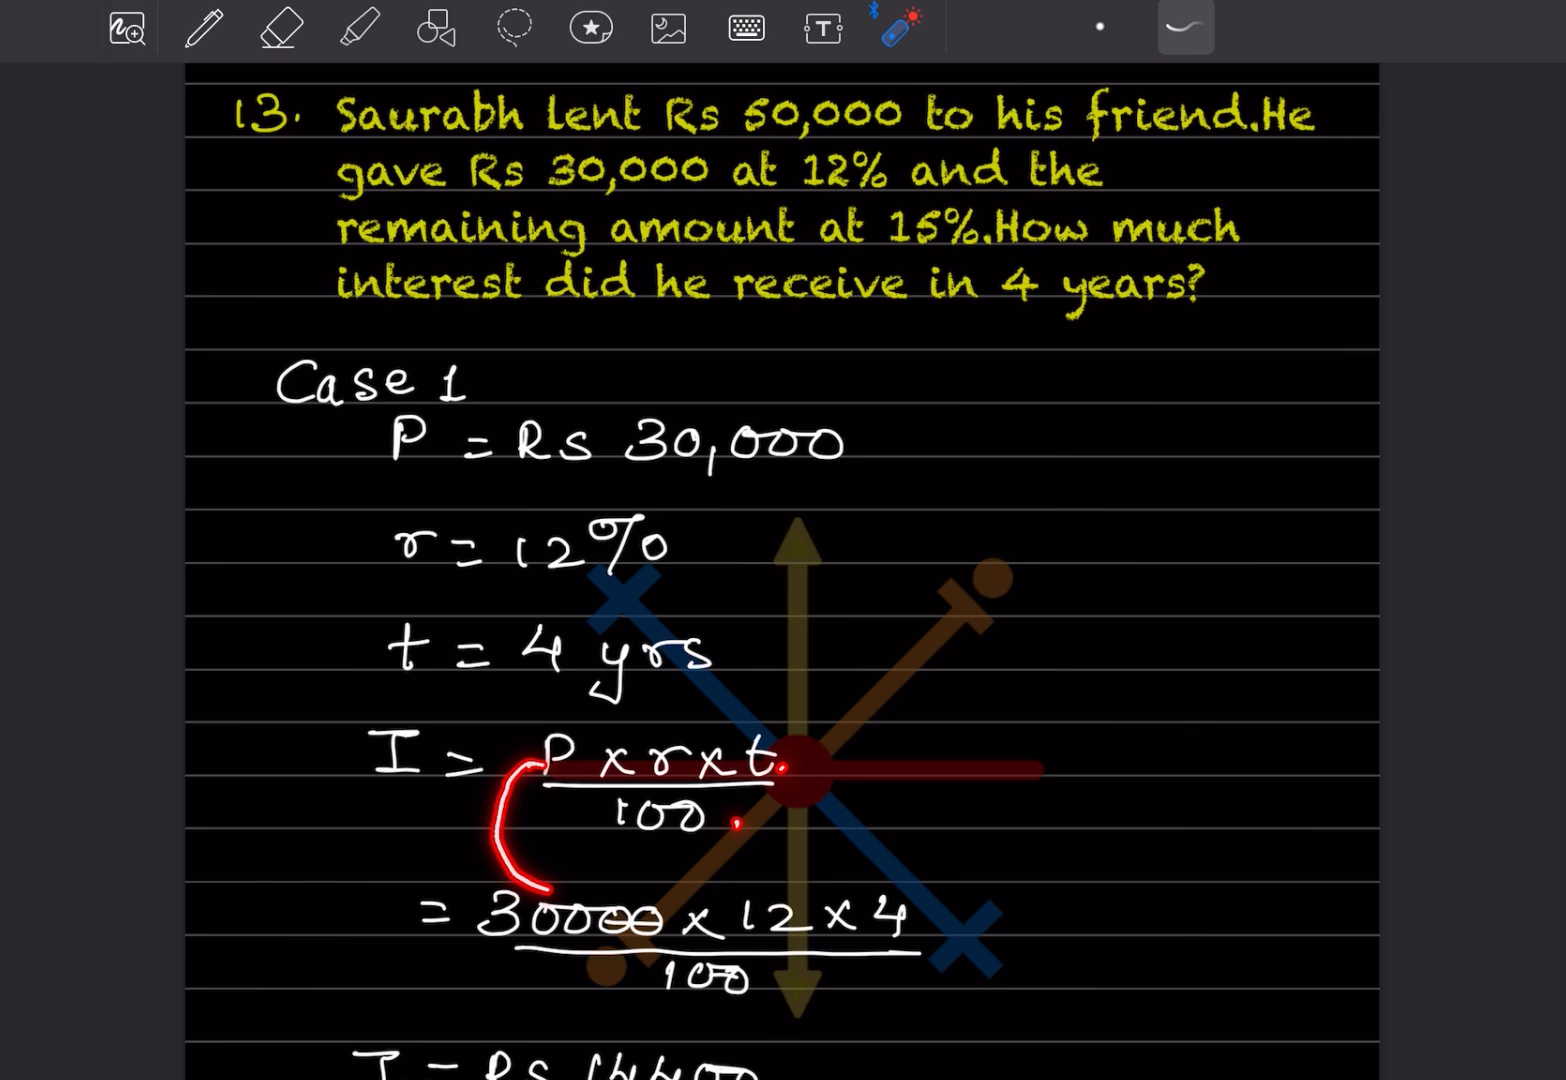 13. Saurabh lent Rs 50,000 to his friend.He
gave Rs 30,000 at 12% and the
remaining amount at 15%.How much
interest did he receive in 4 years?
Case 1
P = Rs 30,000
r = 12%
t = 4 yrs
I = P x r x t
100
= 30000 x 12 x 4
100
I = Rs 14400